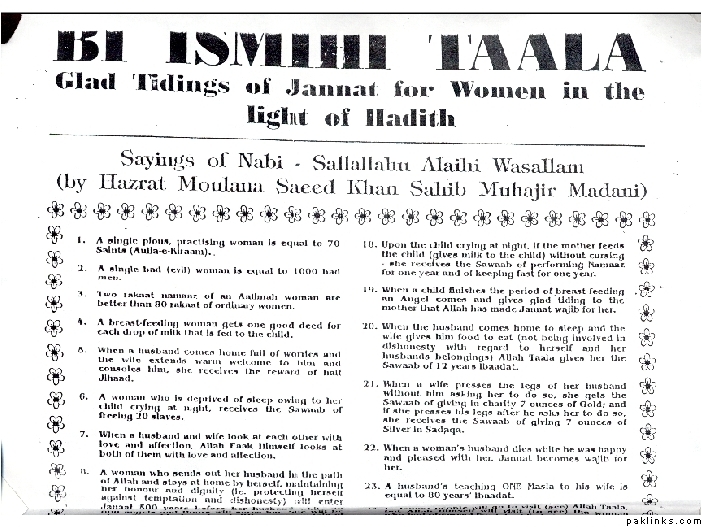 BI ISMIHI TAALA
Glad Tidings of Jannat for Women in the
light of Hadith
Sayings of Nabi - Sallallahu Alaihi Wasallam
(by Hazrat Moulana Saeed Khan Sahib Muhajir Madani)
1. A single pious, practising woman is equal to 70
Saints (Aulia-e-Kiraam).
2. A single bad (evil) woman is equal to 1000 bad
men.
3. Two rakaat namaaz of an woman are
better than 80 rakaat of ordinary women.
4. A breast-feeding woman gets one good deed for
each drop of milk that is fed to the child.
5. When a husband comes home full of worries and
the wife extends warm welcome to him and
consoles him, she receives the reward of half
Jihaad.
6. A woman who is deprived of sleep owing to her
child crying at night, receives the Sawaab of
freeing 20 slaves.
7. When a husband and wife look at each other with
love and affection, Allah Paak Himself looks at
both of them with love and affection.
8. A woman who sends out her husband in the path
of Allah and stays at home by herself, maintaining
her honour and dignity (ie. protecting herself
against temptation and dishonesty) will enter
Jannat 500 years before her husband
18. Upon the child crying at night, if the mother feeds
the child (gives milk to the child) without cursing
- she receives the Sawaab of performing Namaaz
for one year and of keeping fast for one year.
19. When a child finishes the period of breast feeding
an Angel comes and gives glad tiding to the
mother that Allah has made Jannat wajib for her.
20. When the husband comes home to sleep and the
wife gives him food to eat (not being involved in
dishonesty with regard to herself and her
husbands belongings) Allah Taala gives her the
Sawaab of 12 years Ibaadat.
21. When a wife presses the legs of her husband
without him asking her to do so, she gets the
Sawaab of giving in charity 7 ounces of Gold; and
if she presses his legs after he asks her to do so,
she receives the Sawaab of giving 7 ounces of
Silver in Sadaqa.
22. When a woman's husband dies while he was happy
and pleased with her, Jannat becomes wajib for
her.
23. A husband's teaching ONE Masla to his wife is
equal to 80 years' Ibaadat.
go to visit (see) Allah Taala,
paklinks.com